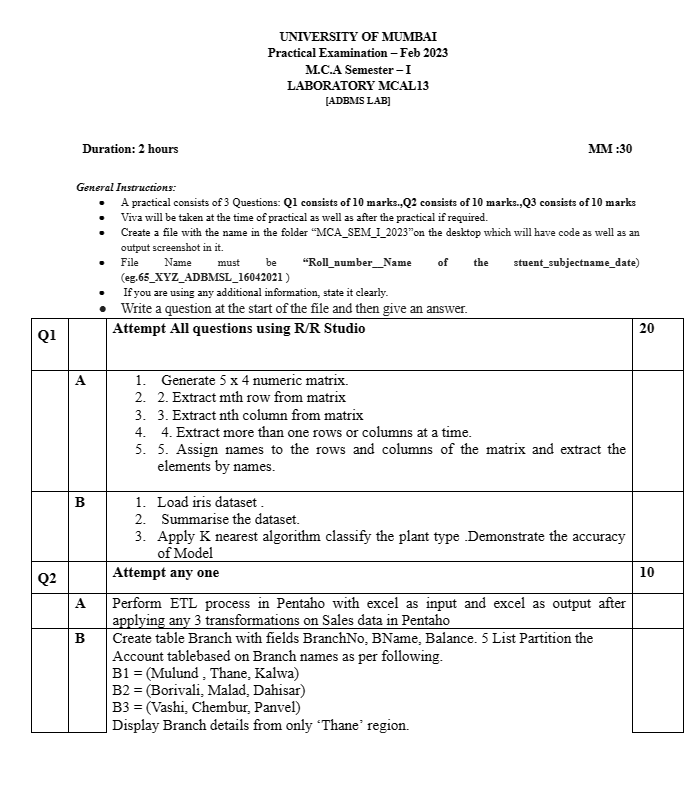 UNIVERSITY OF MUMBAI
Practical Examination – Feb 2023
M.C.A Semester – I
LABORATORY MCAL13
[ADBMS LAB]
Duration: 2 hours MM :30
General Instructions:
• A practical consists of 3 Questions: Q1 consists of 10 marks.,Q2 consists of 10 marks.,Q3 consists of 10 marks
• Viva will be taken at the time of practical as well as after the practical if required.
• Create a file with the name in the folder “MCA_SEM_I_2023”on the desktop which will have code as well as an
output screenshot in it.
• File Name must be “Roll_number__Name of the stuent_subjectname_date)
(eg.65_XYZ_ADBMSL_16042021 )
• If you are using any additional information, state it clearly.
• Write a question at the start of the file and then give an answer.
Q1 Attempt All questions using R/R Studio 20
A 1. Generate 5 x 4 numeric matrix.
2. 2. Extract mth row from matrix
3. 3. Extract nth column from matrix
4. 4. Extract more than one rows or columns at a time.
5. 5. Assign names to the rows and columns of the matrix and extract the
elements by names.
B 1. Load iris dataset .
2. Summarise the dataset.
3. Apply K nearest algorithm classify the plant type .Demonstrate the accuracy
of Model
Q2 Attempt any one 10
A Perform ETL process in Pentaho with excel as input and excel as output after
applying any 3 transformations on Sales data in Pentaho
B Create table Branch with fields BranchNo, BName, Balance. 5 List Partition the
Account tablebased on Branch names as per following.
B1 = (Mulund , Thane, Kalwa)
B2 = (Borivali, Malad, Dahisar)
B3 = (Vashi, Chembur, Panvel)
Display Branch details from only ‘Thane’ region.